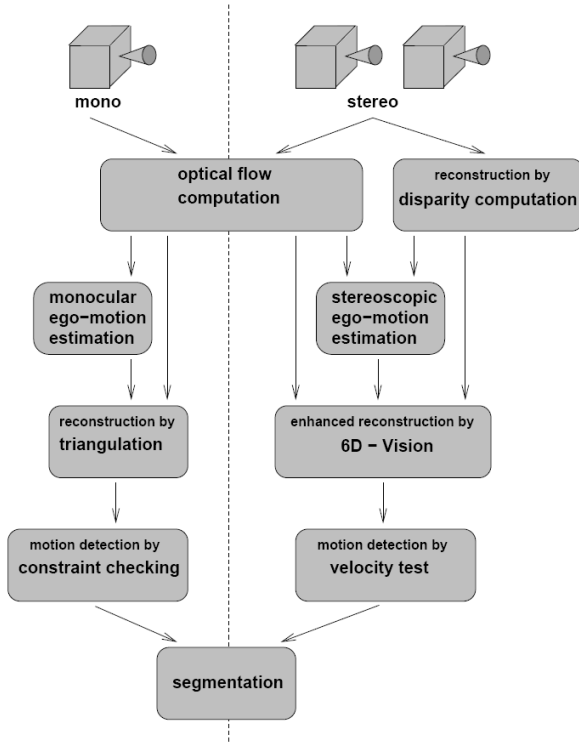 mono
stereo
optical flow
computation
reconstruction by
disparity computation
monocular
ego−motion
estimation
stereoscopic
ego−motion
estimation
reconstruction by
triangulation
enhanced reconstruction by
6D − Vision
motion detection by
constraint checking
motion detection by
velocity test
segmentation